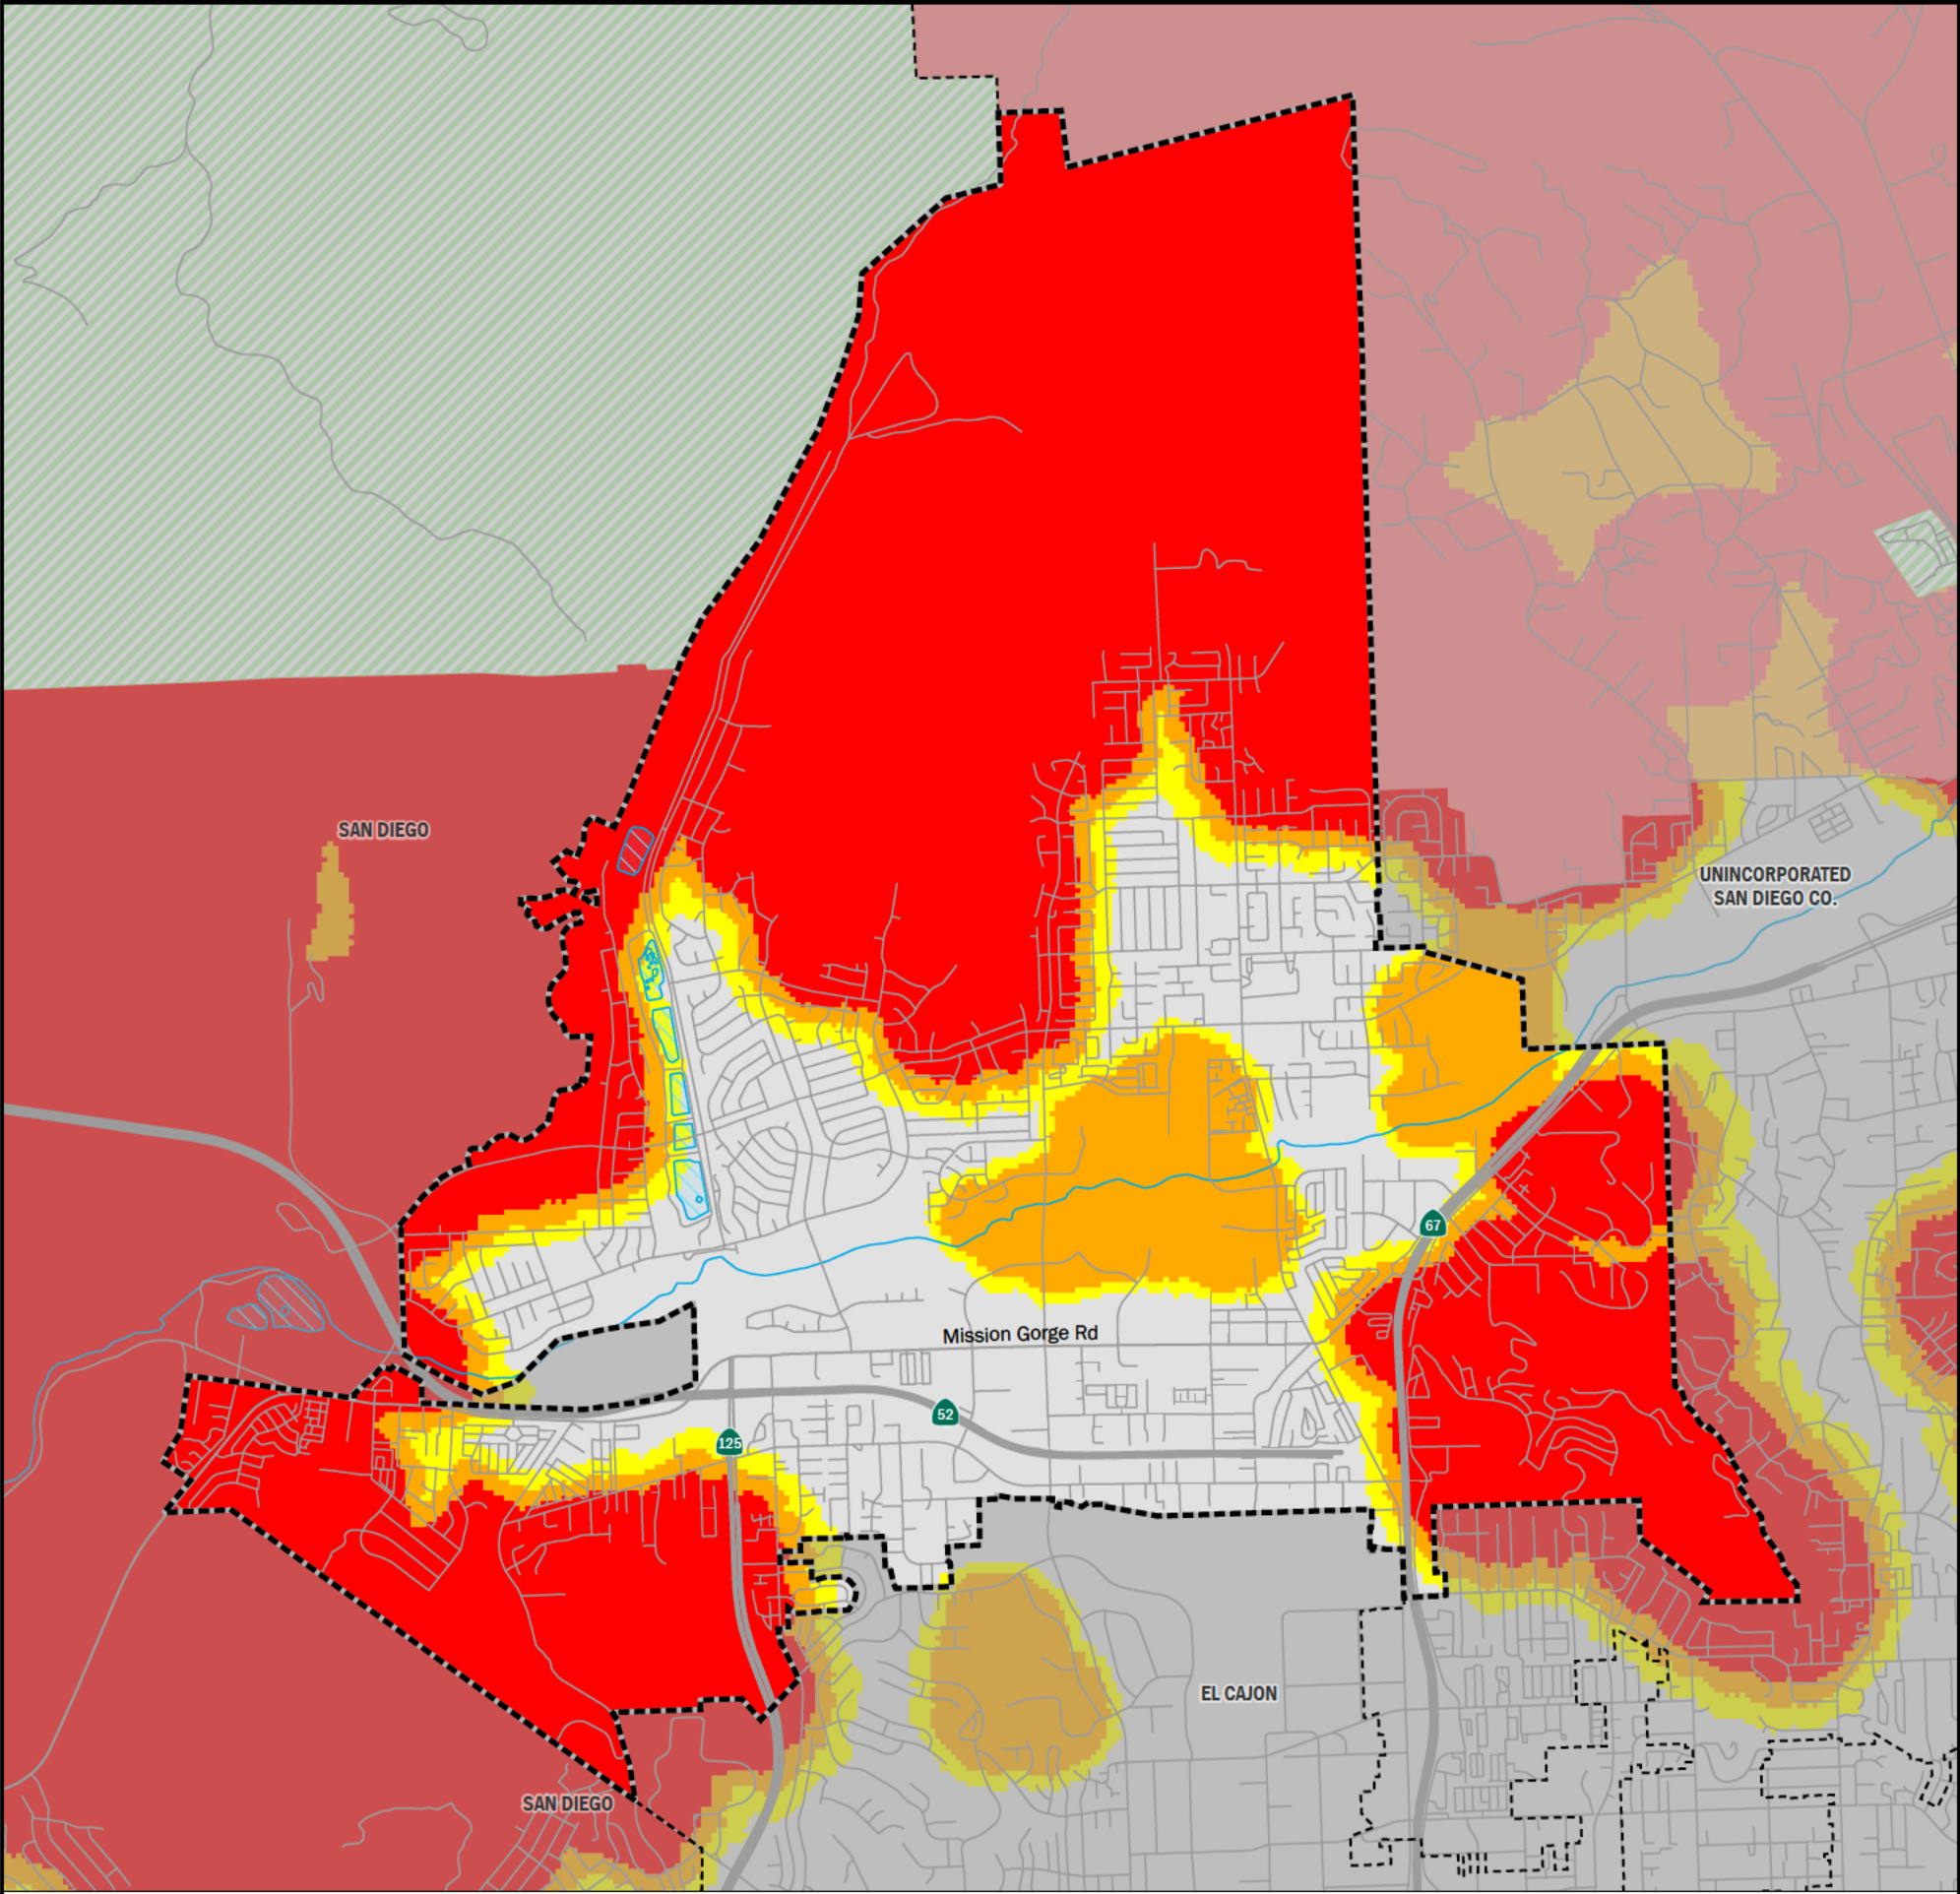 SAN DIEGO
UNINCORPORATED
SAN DIEGO CO.
67
Mission Gorge Rd
52
125
EL CAJON
SAN DIEGO